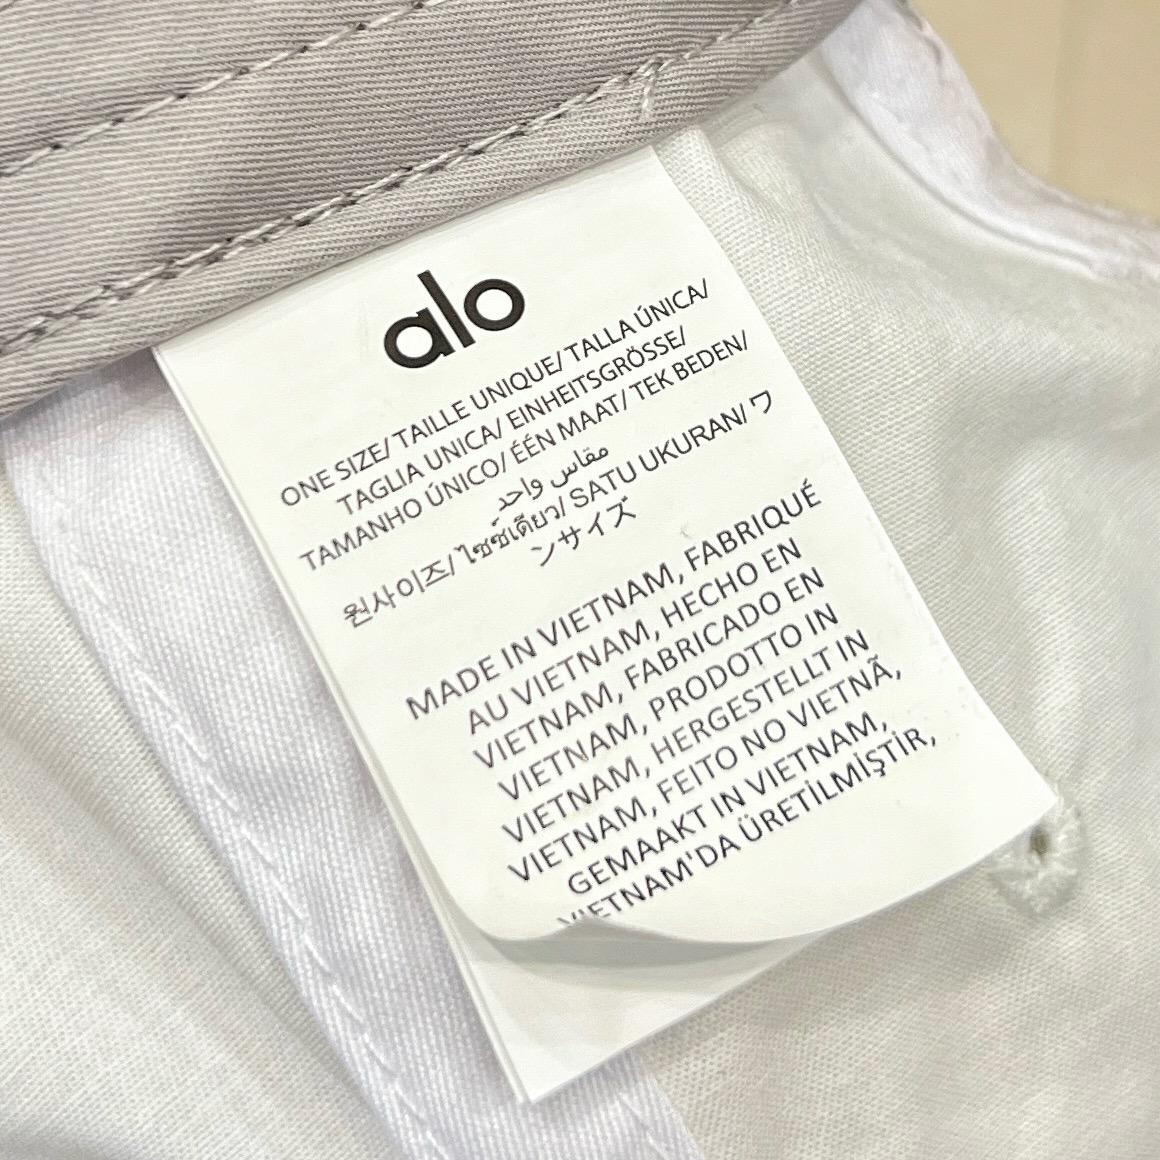 alo
ONE SIZE/ TAILLE UNIQUE/ TALLA ÚNICA/
TAGLIA UNICA/ EINHEITSGRÖSSE/
TAMANHO ÚNICO/ ÉÉN MAAT/ TEK BEDEN/
مقاس واحد
원사이즈/ ไซซ์เดียว/ SATU UKURAN/ ワ
ンサイズ
MADE IN VIETNAM, FABRIQUÉ
AU VIETNAM, HECHO EN
VIETNAM, FABRICADO EN
VIETNAM, PRODOTTO IN
VIETNAM, HERGESTELLT IN
VIETNAM, FEITO NO VIETNÃ,
GEMAAKT IN VIETNAM,
VIETNAM'DA ÜRETİLMİŞTİR,